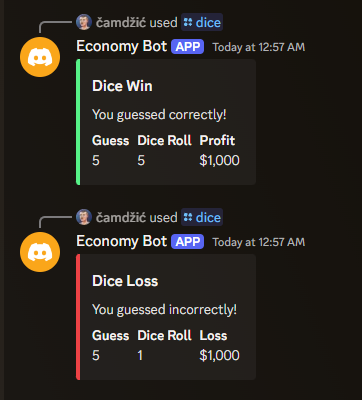 čamdžić used dice
Economy Bot APP Today at 12:57 AM
Dice Win
You guessed correctly!
Guess Dice Roll Profit
5 5 $1,000
čamdžić used dice
Economy Bot APP Today at 12:57 AM
Dice Loss
You guessed incorrectly!
Guess Dice Roll Loss
5 1 $1,000